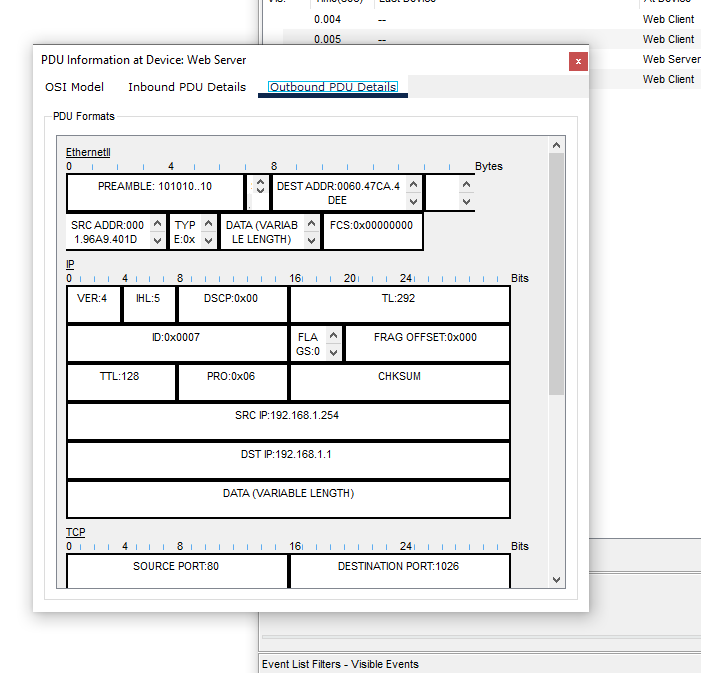 Vis. Time(sec) Last Device At Device
0.004 -- Web Client
0.005 -- Web Client
Web Server
Web Client
PDU Information at Device: Web Server
x
OSI Model Inbound PDU Details Outbound PDU Details
PDU Formats
EthernetII
0 4 8 Bytes
PREAMBLE: 101010..10
DEST ADDR:0060.47CA.4
DEE
SRC ADDR:000
1.96A9.401D
TYP
E:0x
DATA (VARIAB
LE LENGTH)
FCS:0x00000000
IP
0 4 8 16 20 24 Bits
VER:4 IHL:5 DSCP:0x00 TL:292
ID:0x0007
FLA
GS:0
FRAG OFFSET:0x000
TTL:128 PRO:0x06 CHKSUM
SRC IP:192.168.1.254
DST IP:192.168.1.1
DATA (VARIABLE LENGTH)
TCP
0 4 8 16 24 Bits
SOURCE PORT:80 DESTINATION PORT:1026
Event List Filters - Visible Events